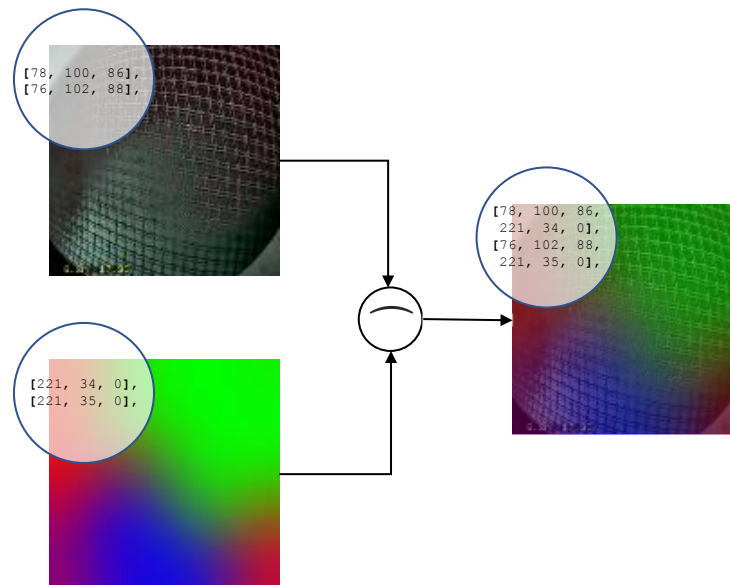 [78, 100, 86],
[76, 102, 88],
[221, 34, 0],
[221, 35, 0],
[78, 100, 86,
221, 34, 0],
[76, 102, 88,
221, 35, 0],